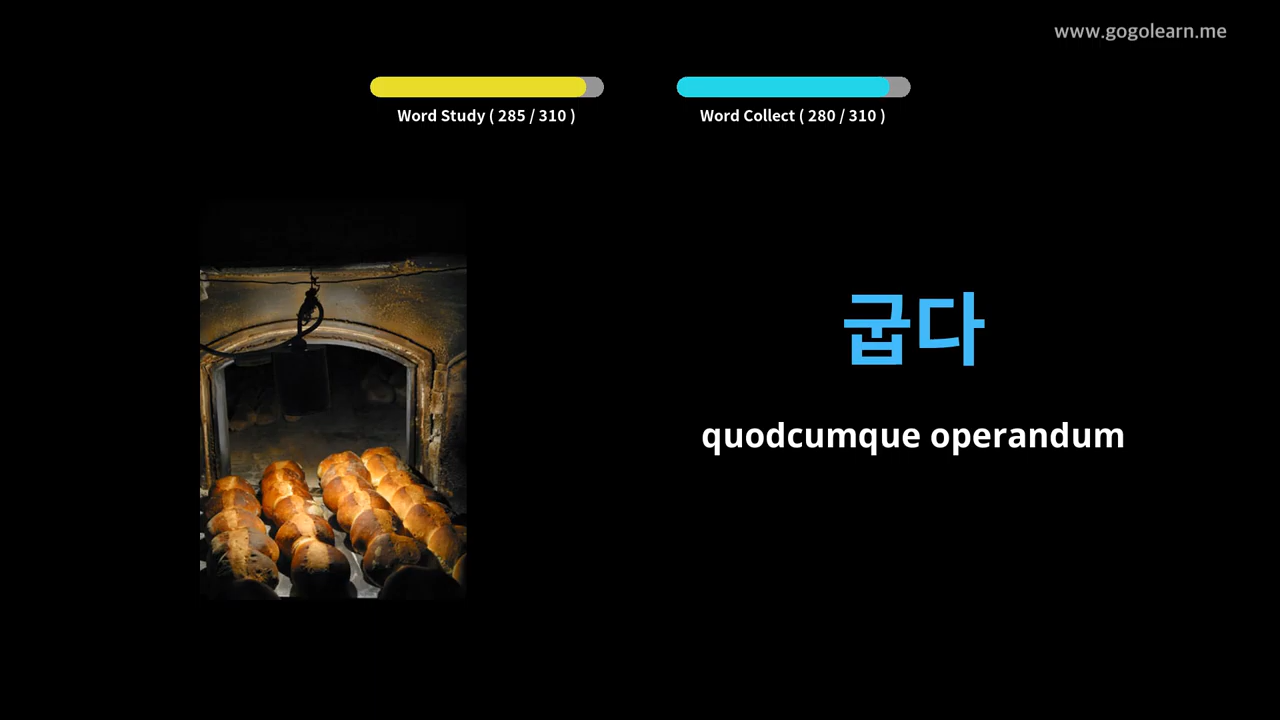 www.gogolearn.me
Word Study ( 285 / 310 )
Word Collect ( 280 / 310 )
굽다
quodcumque operandum